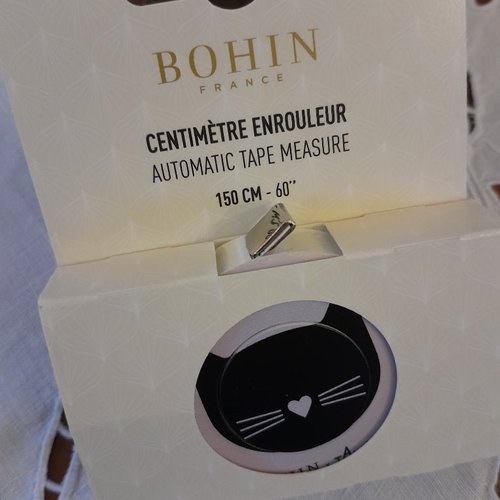 BOHIN
FRANCE
CENTIMÈTRE ENROULEUR
AUTOMATIC TAPE MEASURE
150 CM - 60’’